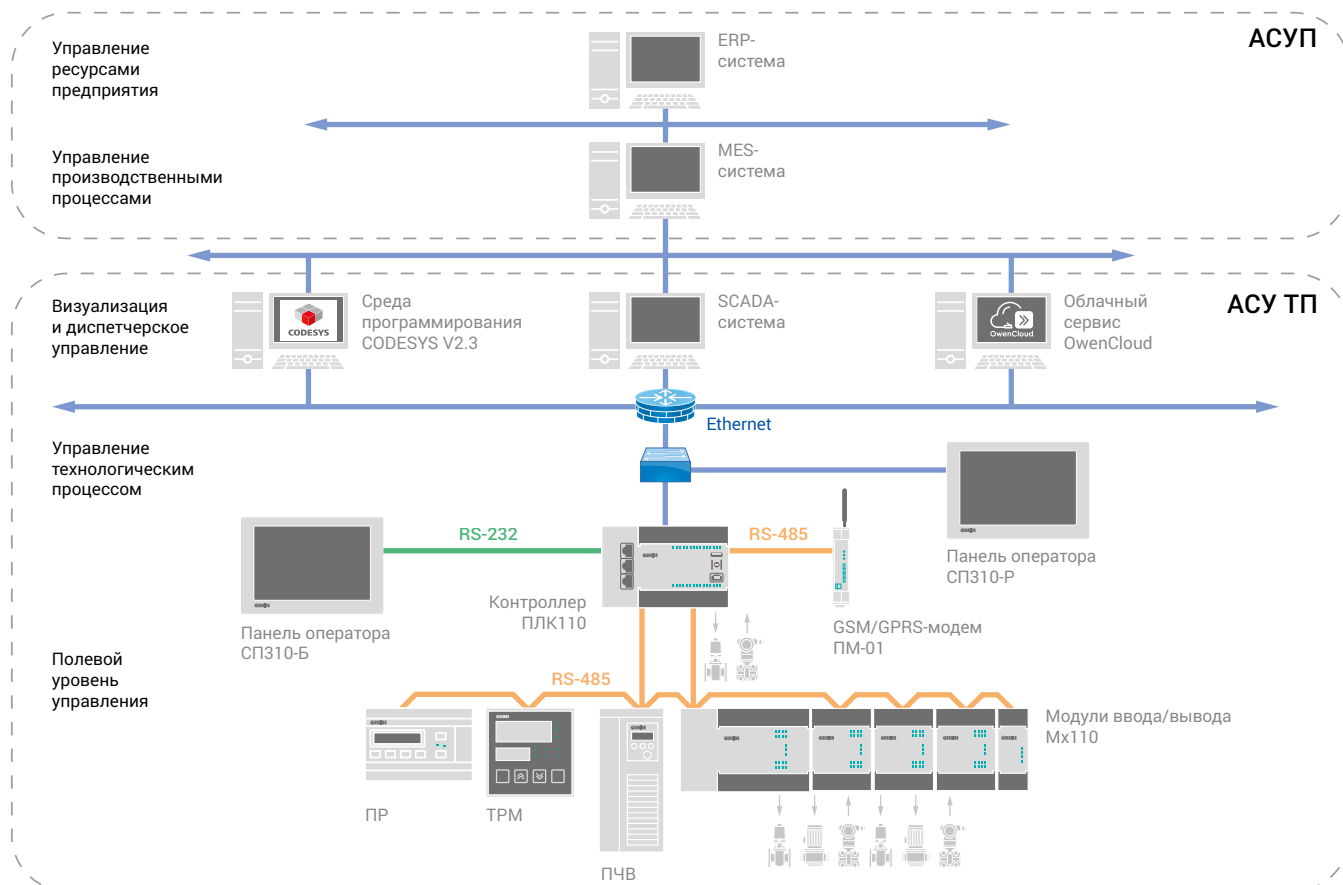 АСУП
Управление
ресурсами
предприятия
ERP-
система
Управление
производственными
процессами
MES-
система
АСУ ТП
Визуализация
и диспетчерское
управление
CODESYS
Среда
программирования
CODESYS V2.3
SCADA-
система
OwenCloud
Облачный
сервис
OwenCloud
Ethernet
Управление
технологическим
процессом
RS-232
RS-485
Панель оператора
СП310-Р
Контроллер
ПЛК110
GSM/GPRS-модем
ПМ-01
Панель оператора
СП310-Б
Полевой
уровень
управления
RS-485
Модули ввода/вывода
Мх110
ПР
ТРМ
ПЧВ